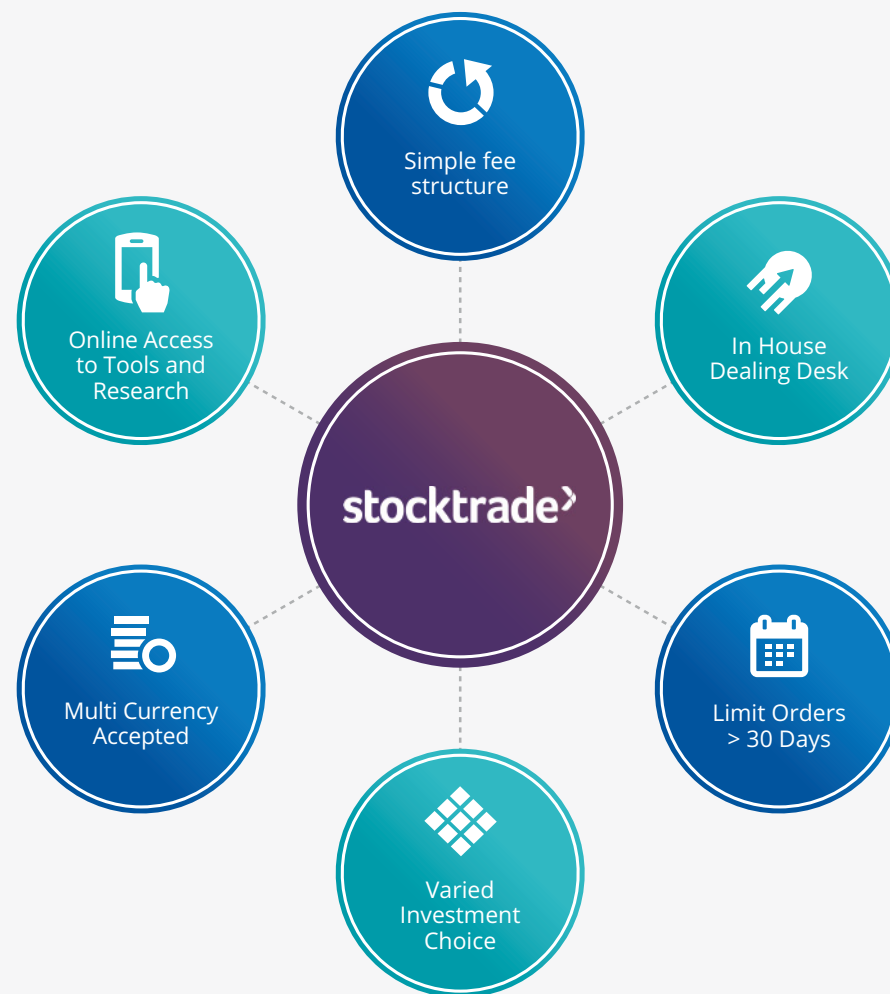 Simple fee
structure
Online Access
to Tools and
Research
In House
Dealing Desk
stocktrade
Multi Currency
Accepted
Limit Orders
> 30 Days
Varied
Investment
Choice